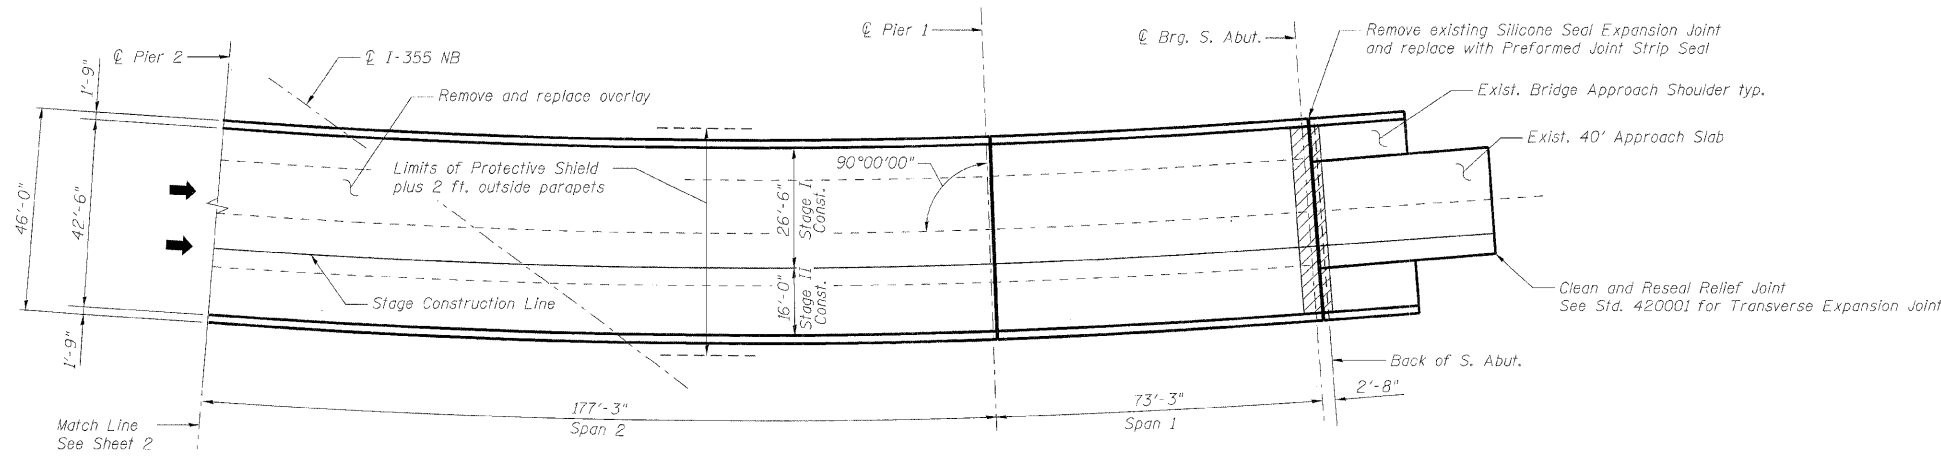 ℄ Pier 2
℄ I-355 NB
Remove and replace overlay
℄ Pier 1
℄ Brg. S. Abut.
Remove existing Silicone Seal Expansion Joint
and replace with Preformed Joint Strip Seal
Exist. Bridge Approach Shoulder typ.
Exist. 40' Approach Slab
1'-9"
46'-0"
42'-6"
1'-9"
Limits of Protective Shield
plus 2 ft. outside parapets
90°00'00"
26'-6"
Stage I
Const.
16'-0"
Stage II
Const.
Stage Construction Line
Clean and Reseal Relief Joint
See Std. 420001 for Transverse Expansion Joint
Back of S. Abut.
2'-8"
177'-3"
Span 2
73'-3"
Span 1
Match Line
See Sheet 2